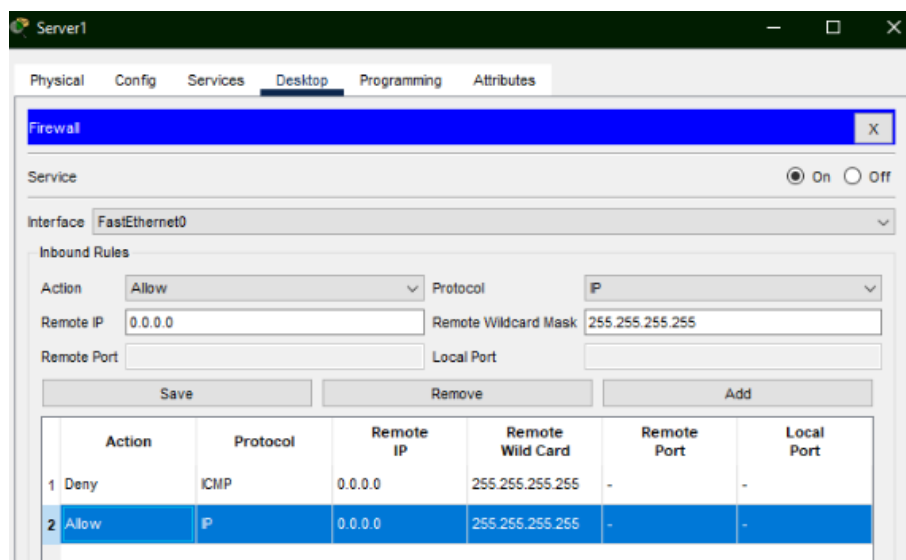 Server1
Physical Config Services Desktop Programming Attributes
Firewall X
Service On Off
Interface FastEthernet0
Inbound Rules
Action Allow Protocol IP
Remote IP 0.0.0.0 Remote Wildcard Mask 255.255.255.255
Remote Port Local Port
Save Remove Add
Action Protocol Remote IP Remote Wild Card Remote Port Local Port
1 Deny ICMP 0.0.0.0 255.255.255.255 - -
2 Allow IP 0.0.0.0 255.255.255.255 - -